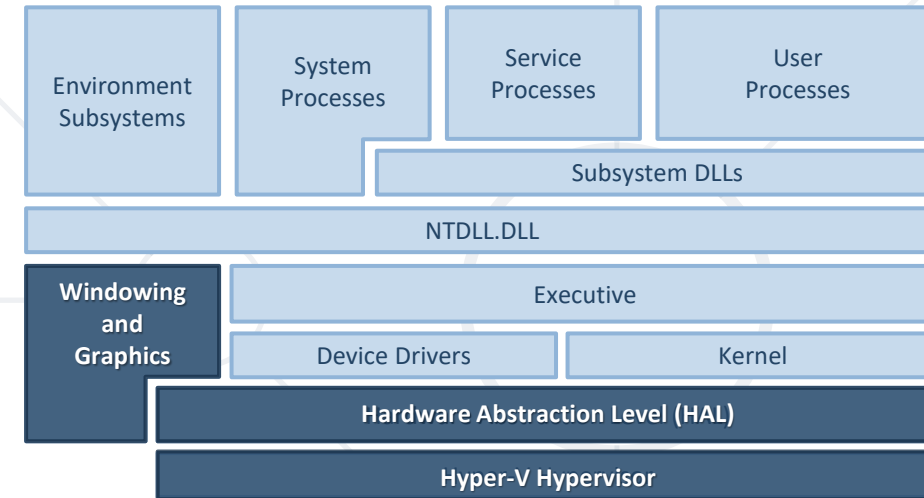 Environment
Subsystems
System
Processes
Service
Processes
User
Processes
Subsystem DLLs
NTDLL.DLL
Windowing
and
Graphics
Executive
Device Drivers
Kernel
Hardware Abstraction Level (HAL)
Hyper-V Hypervisor